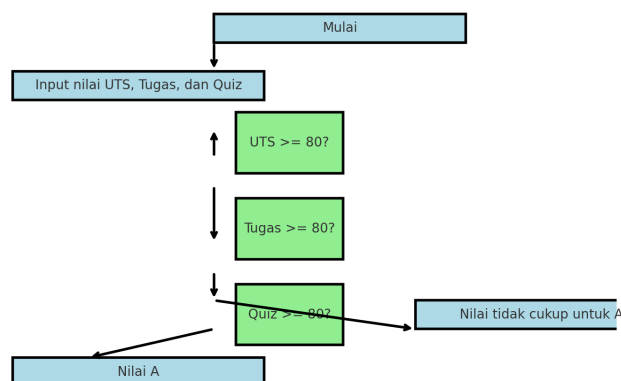 Mulai
Input nilai UTS, Tugas, dan Quiz
UTS >= 80?
Tugas >= 80?
Quiz >= 80?
Nilai tidak cukup untuk A
Nilai A